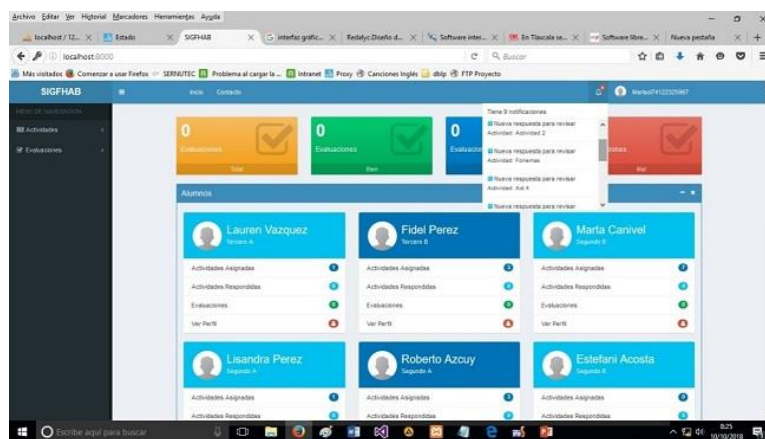 Archivo Editar Ver Historial Marcadores Herramientas Ayuda
localhost / 12... Estado SIGFHAB interfaz gráfic... Redalyc.Diseño d... Software inter... En Tlaxcala se... Software libre... Nueva pestaña
localhost:8000 Buscar
Más visitados Comenzar a usar Firefox SERNUTEC Problema al cargar la ... Intranet Proxy Canciones Inglés dblp FTP Proyecto
SIGFHAB Inicio Contacto
MENÚ DE NAVEGACIÓN
Actividades
Evaluaciones
Tiene 9 notificaciones
Nueva respuesta para revisar
Actividad: Actividad 2
Nueva respuesta para revisar
Actividad: Fonemas
Nueva respuesta para revisar
Actividad: Act 4
Nueva respuesta para revisar
0 0 0
Evaluaciones Evaluaciones
Total Bien Mal
Alumnos
Lauren Vazquez Fidel Perez Marta Canivel
Tercero A Tercero B Segundo B
Actividades Asignadas Actividades Asignadas Actividades Asignadas
Actividades Respondidas Actividades Respondidas Actividades Respondidas
Evaluaciones Evaluaciones Evaluaciones
Ver Perfil Ver Perfil Ver Perfil
Lisandra Perez Roberto Azcuy Estefani Acosta
Segundo A Segundo A Segundo B
Actividades Asignadas Actividades Asignadas Actividades Asignadas
Actividades Respondidas Actividades Respondidas Actividades Respondidas
Escribe aquí para buscar 8:25
10/10/2018